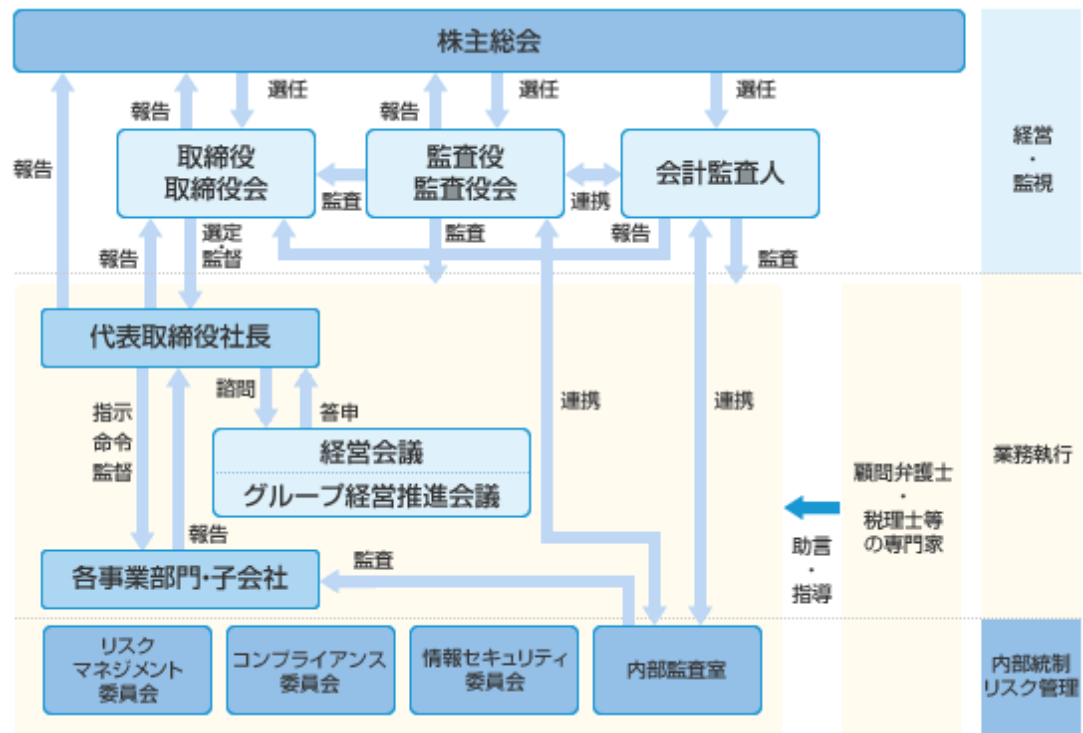 株主総会
選任
選任
選任
報告
報告
報告
経営
・
監視
取締役
取締役会
監査
監査役
監査役会
連携
会計監査人
報告
選定
・
監督
監査
報告
監査
代表取締役社長
指示
命令
監督
諮問
答申
連携
連携
経営会議
グループ経営推進会議
顧問弁護士
・
税理士等
の専門家
業務執行
助言
・
指導
報告
監査
各事業部門・子会社
リスク
マネジメント
委員会
コンプライアンス
委員会
情報セキュリティ
委員会
内部監査室
内部統制
リスク管理